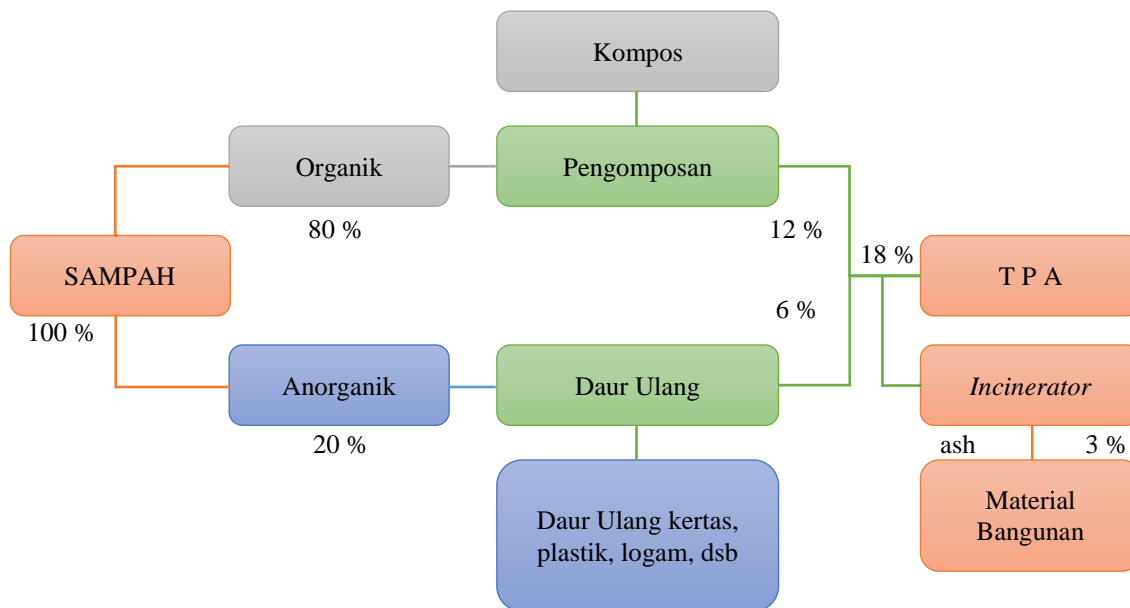 Kompos
Organik
Pengomposan
80 %
12 %
SAMPAH
18 %
T P A
100 %
6 %
Anorganik
Daur Ulang
Incinerator
20 %
ash
3 %
Daur Ulang kertas,
plastik, logam, dsb
Material
Bangunan